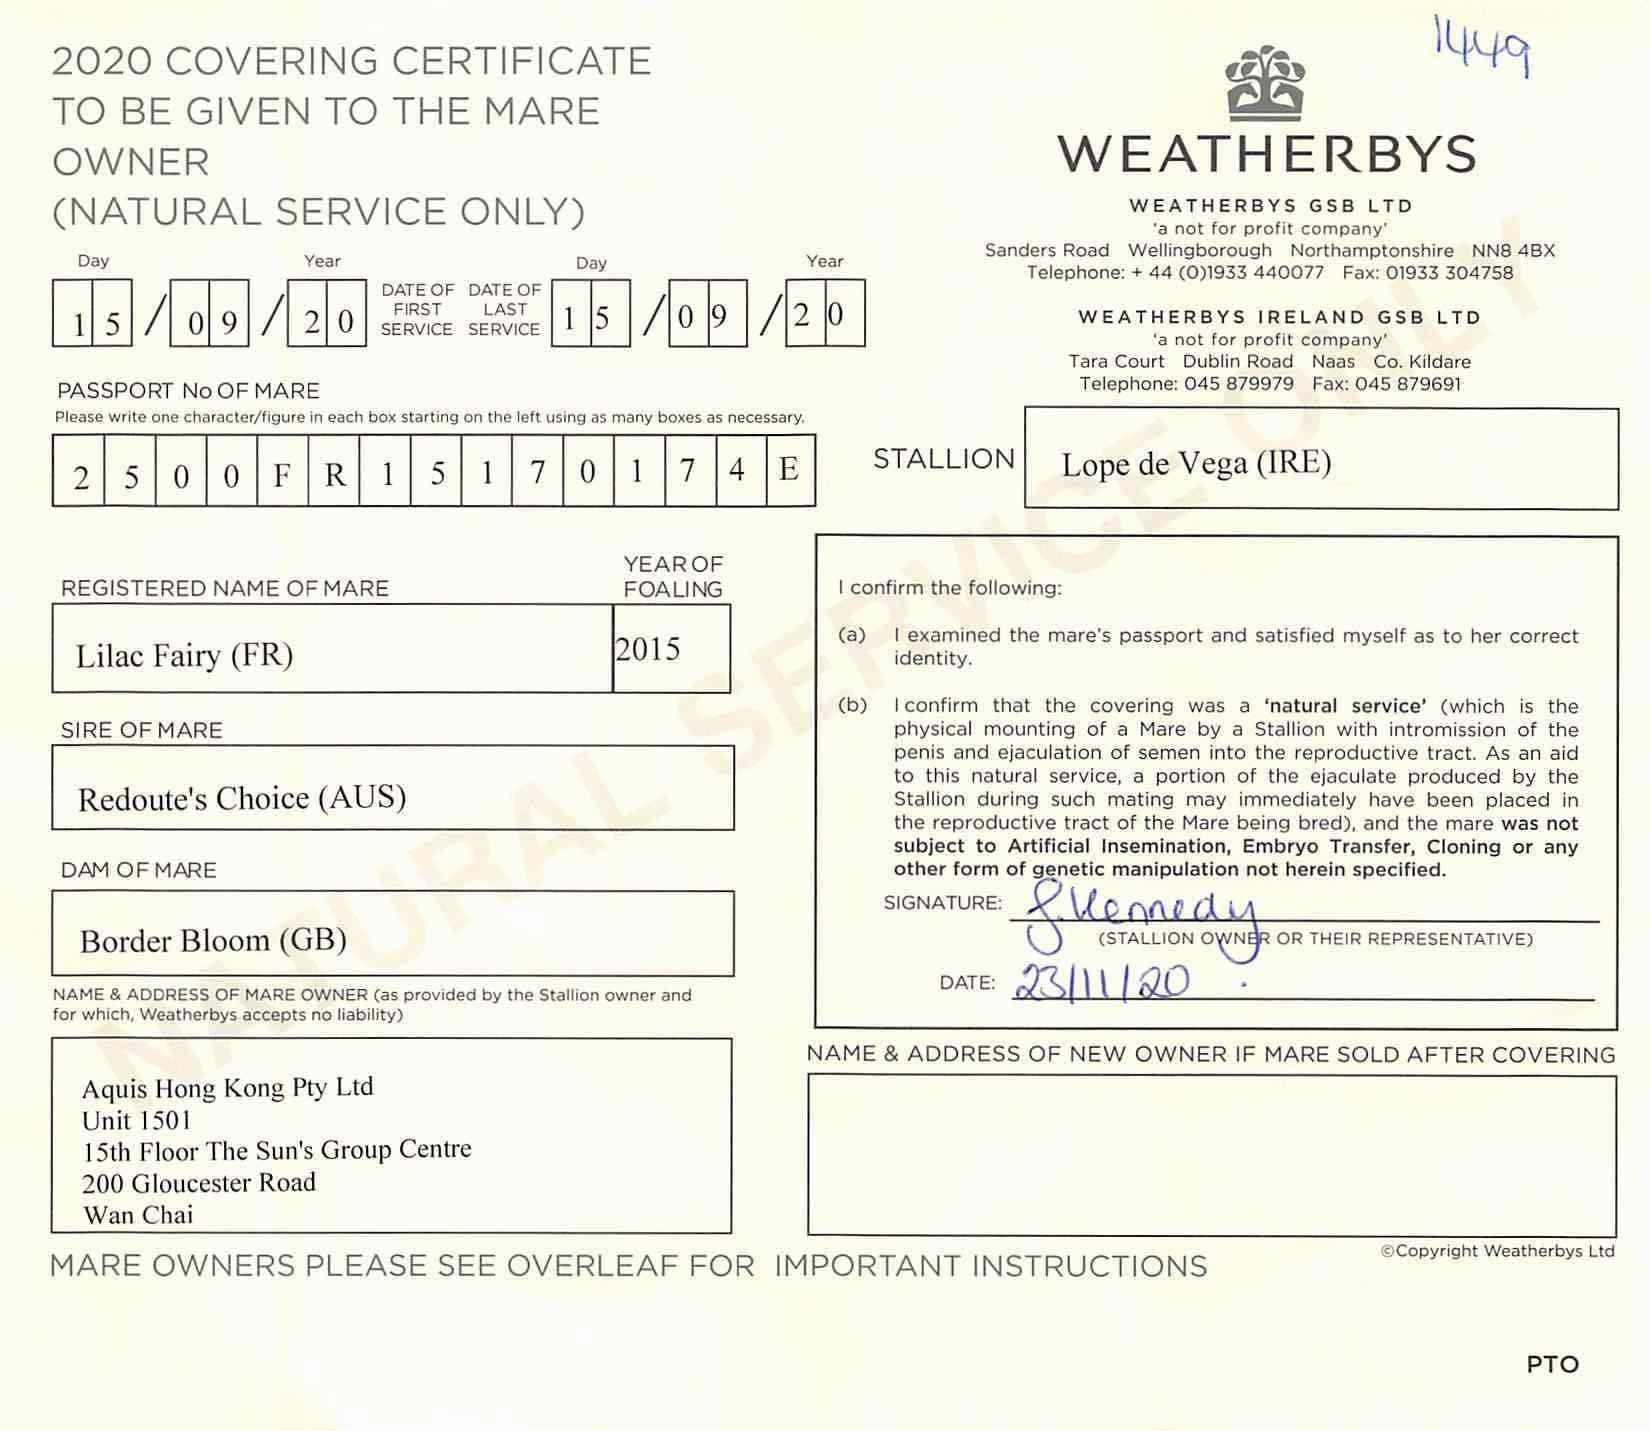 1449
2020 COVERING CERTIFICATE
TO BE GIVEN TO THE MARE
OWNER
(NATURAL SERVICE ONLY)
WEATHERBYS
WEATHERBYS GSB LTD
'a not for profit company'
Sanders Road Wellingborough Northamptonshire NN8 4BX
Telephone: + 44 (0)1933 440077 Fax: 01933 304758
WEATHERBYS IRELAND GSB LTD
'a not for profit company'
Tara Court Dublin Road Naas Co. Kildare
Telephone: 045 879979 Fax: 045 879691
Day Year
15/09/20
DATE OF FIRST SERVICE
DATE OF LAST SERVICE
Day Year
15/09/20
PASSPORT No OF MARE
Please write one character/figure in each box starting on the left using as many boxes as necessary.
2500FR15170174E
STALLION Lope de Vega (IRE)
REGISTERED NAME OF MARE
Lilac Fairy (FR)
YEAR OF
FOALING
2015
SIRE OF MARE
Redoute's Choice (AUS)
DAM OF MARE
Border Bloom (GB)
NAME & ADDRESS OF MARE OWNER (as provided by the Stallion owner and
for which, Weatherbys accepts no liability)
Aquis Hong Kong Pty Ltd
Unit 1501
15th Floor The Sun's Group Centre
200 Gloucester Road
Wan Chai
I confirm the following:
(a) I examined the mare's passport and satisfied myself as to her correct
identity.
(b) I confirm that the covering was a 'natural service' (which is the
physical mounting of a Mare by a Stallion with intromission of the
penis and ejaculation of semen into the reproductive tract. As an aid
to this natural service, a portion of the ejaculate produced by the
Stallion during such mating may immediately have been placed in
the reproductive tract of the Mare being bred), and the mare was not
subject to Artificial Insemination, Embryo Transfer, Cloning or any
other form of genetic manipulation not herein specified.
SIGNATURE: J. Kennedy
(STALLION OWNER OR THEIR REPRESENTATIVE)
DATE: 23/11/20
NAME & ADDRESS OF NEW OWNER IF MARE SOLD AFTER COVERING
©Copyright Weatherbys Ltd
MARE OWNERS PLEASE SEE OVERLEAF FOR IMPORTANT INSTRUCTIONS
PTO
NATURAL SERVICE ONLY